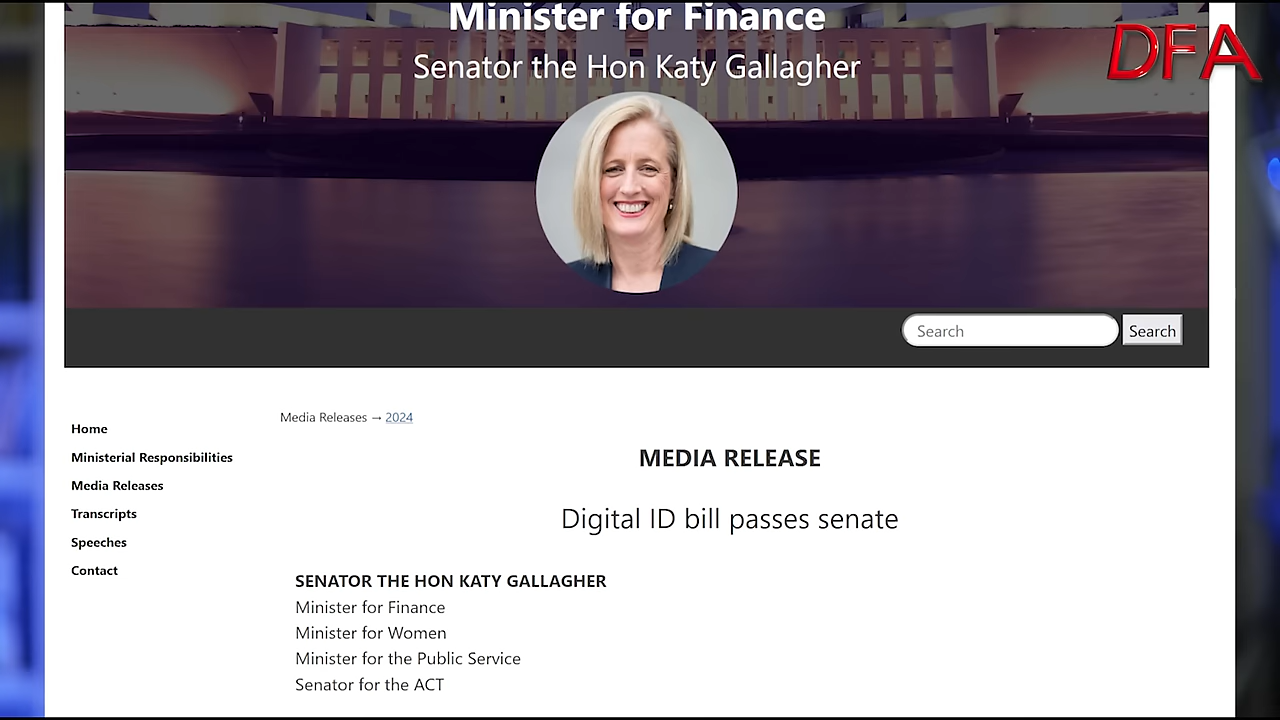 Minister for Finance
DFA
Senator the Hon Katy Gallagher
Search
Search
Media Releases → 2024
Home
Ministerial Responsibilities
Media Releases
Transcripts
Speeches
Contact
MEDIA RELEASE
Digital ID bill passes senate
SENATOR THE HON KATY GALLAGHER
Minister for Finance
Minister for Women
Minister for the Public Service
Senator for the ACT